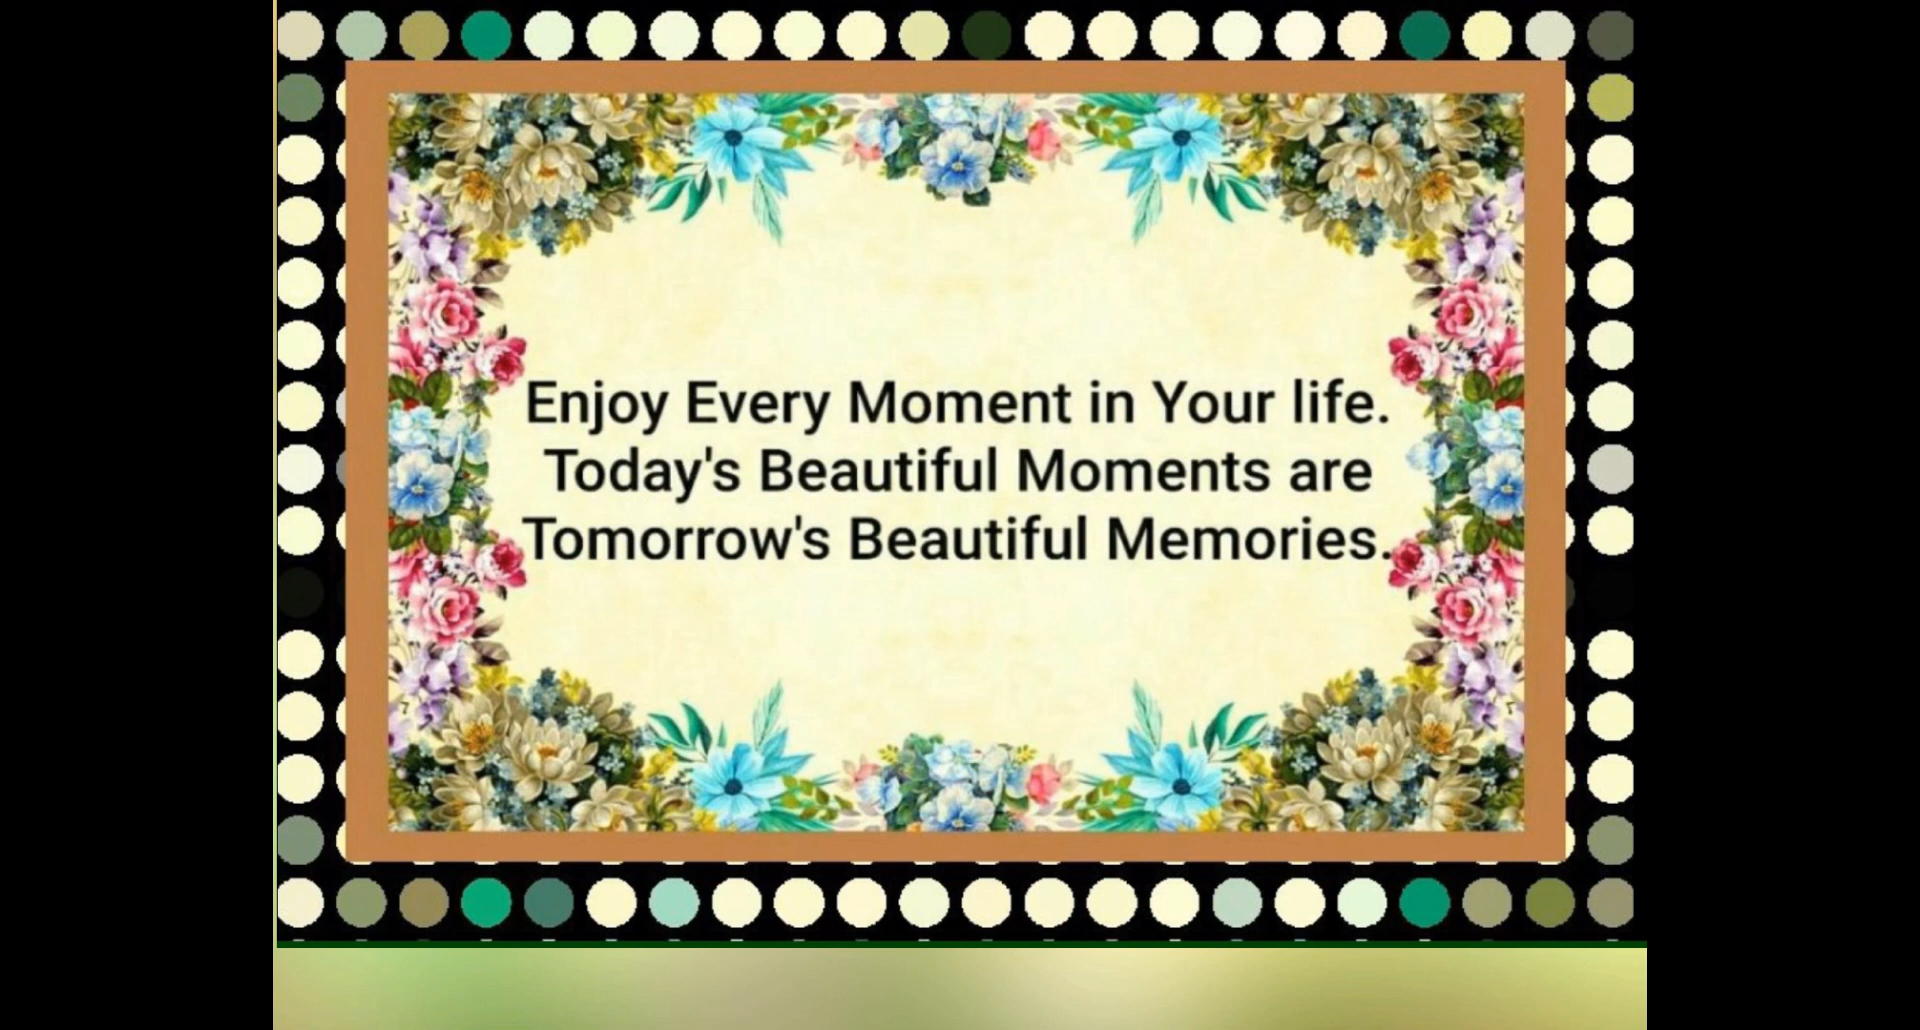 Enjoy Every Moment in Your life.
Today's Beautiful Moments are
Tomorrow's Beautiful Memories.